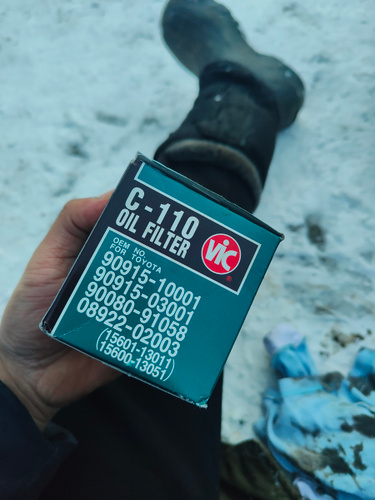 C-110
OIL FILTER
VIC
®
OEM NO.
FOR TOYOTA
90915-10001
90915-03001
90080-91058
08922-02003
(15601-13011)
(15600-13051)